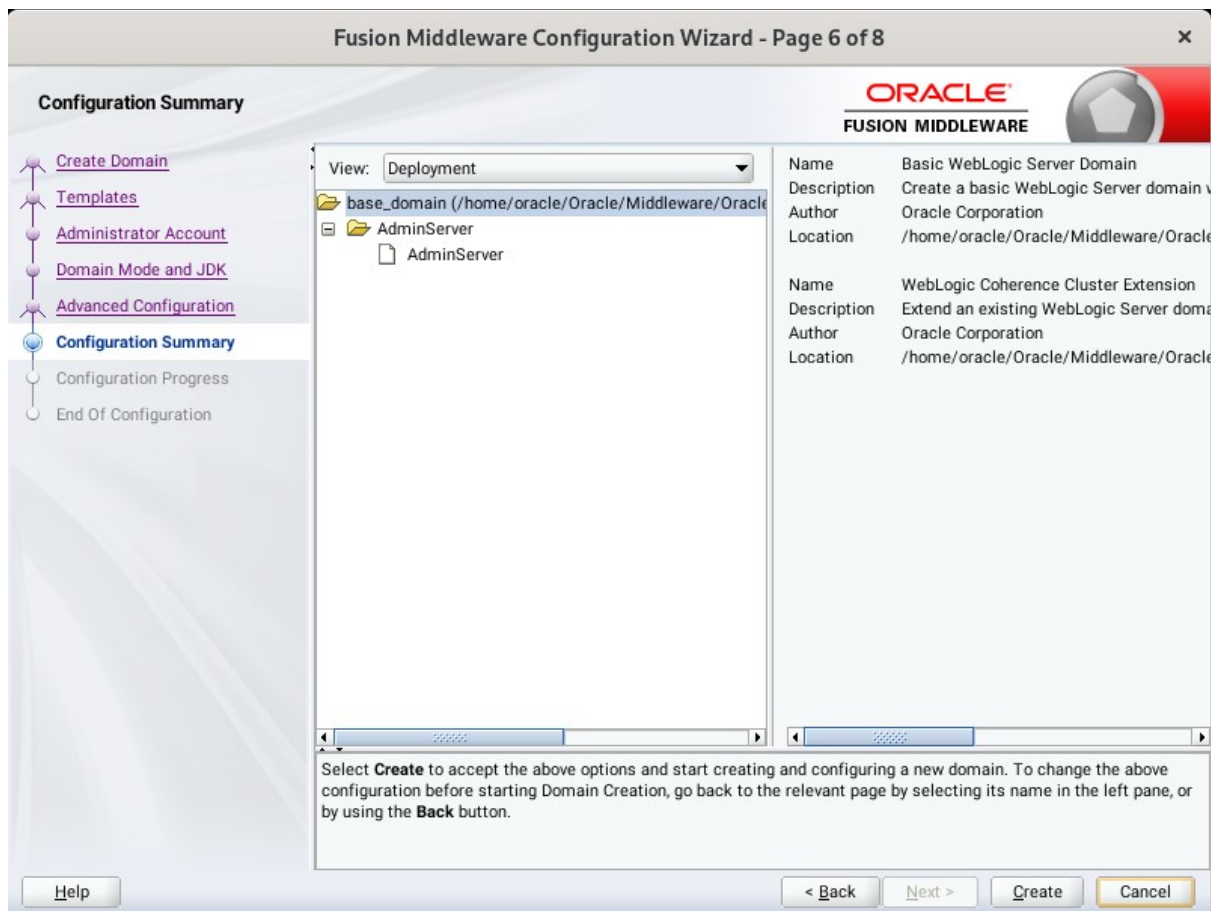 Fusion Middleware Configuration Wizard - Page 6 of 8
Configuration Summary
ORACLE
FUSION MIDDLEWARE
Create Domain
Templates
Administrator Account
Domain Mode and JDK
Advanced Configuration
Configuration Summary
Configuration Progress
End Of Configuration
View: Deployment
base_domain (/home/oracle/Oracle/Middleware/Oracle
AdminServer
AdminServer
Name Basic WebLogic Server Domain
Description Create a basic WebLogic Server domain
Author Oracle Corporation
Location /home/oracle/Oracle/Middleware/Oracle
Name WebLogic Coherence Cluster Extension
Description Extend an existing WebLogic Server doma
Author Oracle Corporation
Location /home/oracle/Oracle/Middleware/Oracle
Select Create to accept the above options and start creating and configuring a new domain. To change the above
configuration before starting Domain Creation, go back to the relevant page by selecting its name in the left pane, or
by using the Back button.
Help
< Back
Next >
Create
Cancel